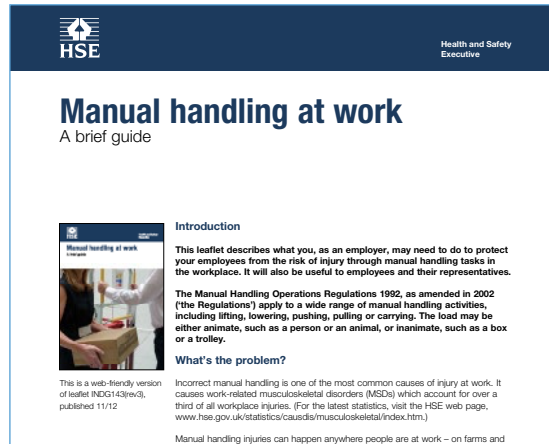 HSE
Health and Safety
Executive
Manual handling at work
A brief guide
Manual handling at work
Introduction
This leaflet describes what you, as an employer, may need to do to protect
your employees from the risk of injury through manual handling tasks in
the workplace. It will also be useful to employees and their representatives.
The Manual Handling Operations Regulations 1992, as amended in 2002
('the Regulations') apply to a wide range of manual handling activities,
including lifting, lowering, pushing, pulling or carrying. The load may be
either animate, such as a person or an animal, or inanimate, such as a box
or a trolley.
What's the problem?
This is a web-friendly version
of leaflet INDG143(rev3),
published 11/12
Incorrect manual handling is one of the most common causes of injury at work. It
causes work-related musculoskeletal disorders (MSDs) which account for over a
third of all workplace injuries. (For the latest statistics, visit the HSE web page,
www.hse.gov.uk/statistics/causdis/musculoskeletal/index.htm.)
Manual handling injuries can happen anywhere people are at work – on farms and